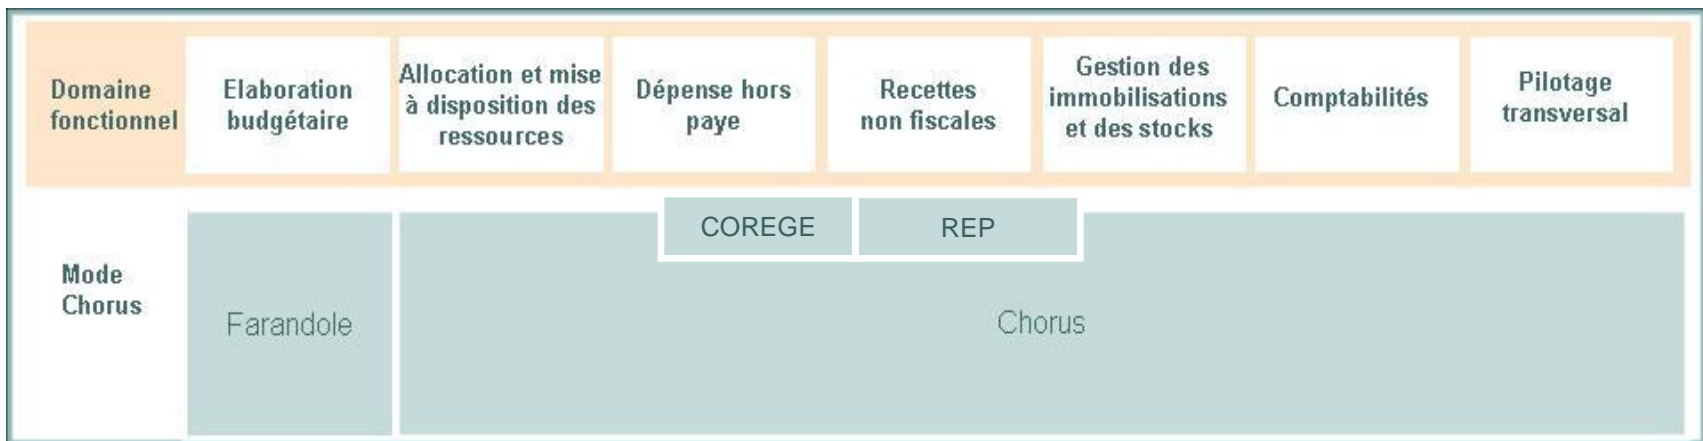 Domaine
fonctionnel
Elaboration
budgétaire
Allocation et mise
à disposition des
ressources
Dépense hors
paye
Recettes
non fiscales
Gestion des
immobilisations
et des stocks
Comptabilités
Pilotage
transversal
COREGE
REP
Mode
Chorus
Farandole
Chorus